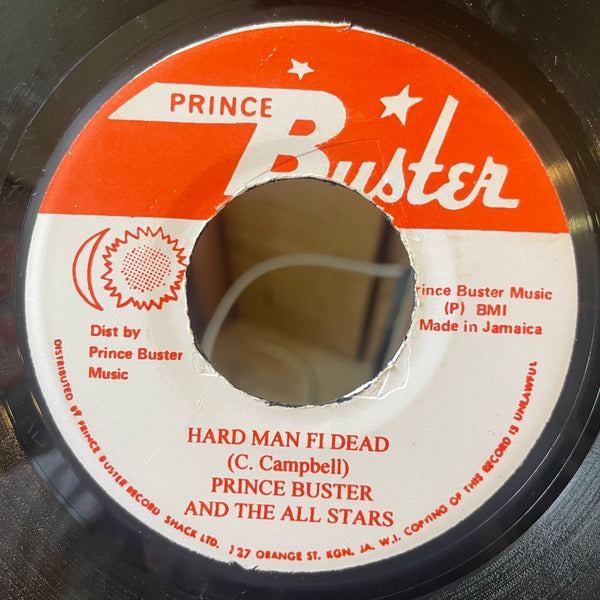 PRINCE
Buster
Dist by
Prince Buster
Music
rince Buster Music
(P) BMI
Made in Jamaica
HARD MAN FI DEAD
(C. Campbell)
PRINCE BUSTER
AND THE ALL STARS
DISTRIBUTED BY PRINCE BUSTER RECORD SHACK LTD. 127 ORANGE ST. KGN. JA. W.I. COPYING OF THIS RECORD IS UNLAWFUL